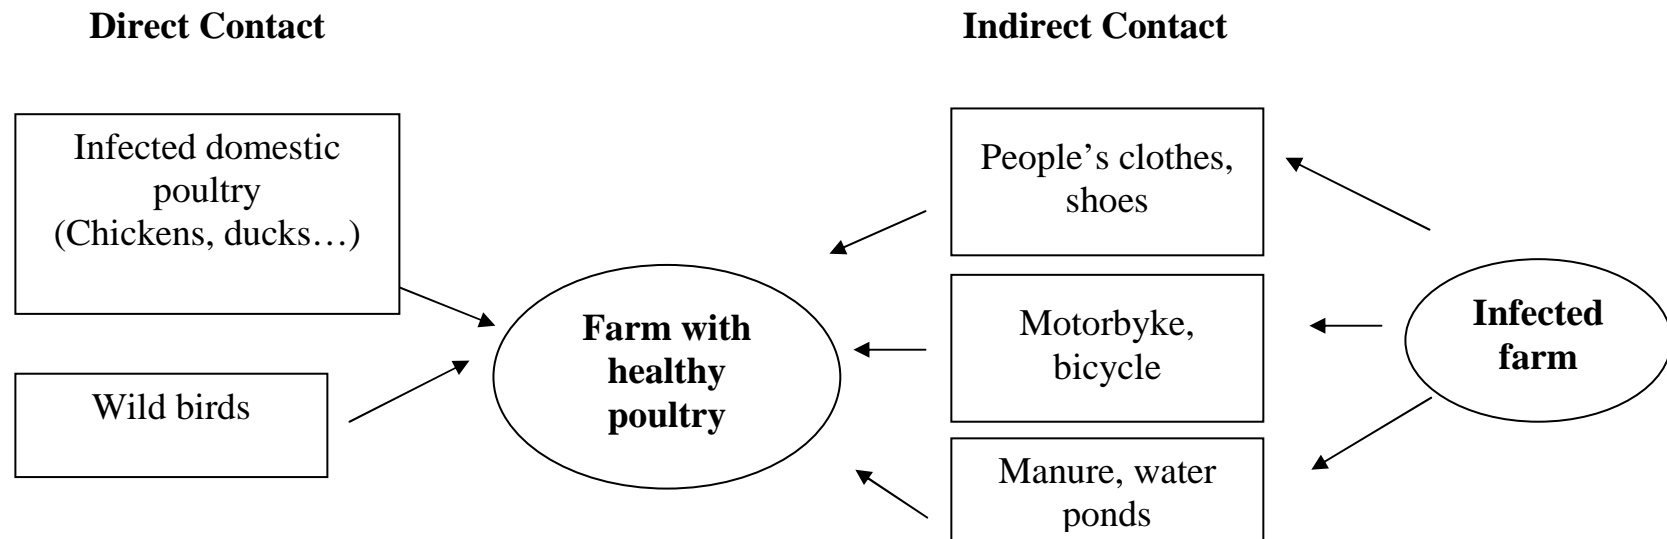 Direct Contact
Indirect Contact
Infected domestic
poultry
(Chickens, ducks…)
Wild birds
Farm with
healthy
poultry
People’s clothes,
shoes
Motorbyke,
bicycle
Manure, water
ponds
Infected
farm